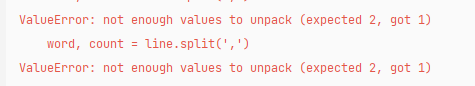 ValueError: not enough values to unpack (expected 2, got 1)
word, count = line.split(',')
ValueError: not enough values to unpack (expected 2, got 1)